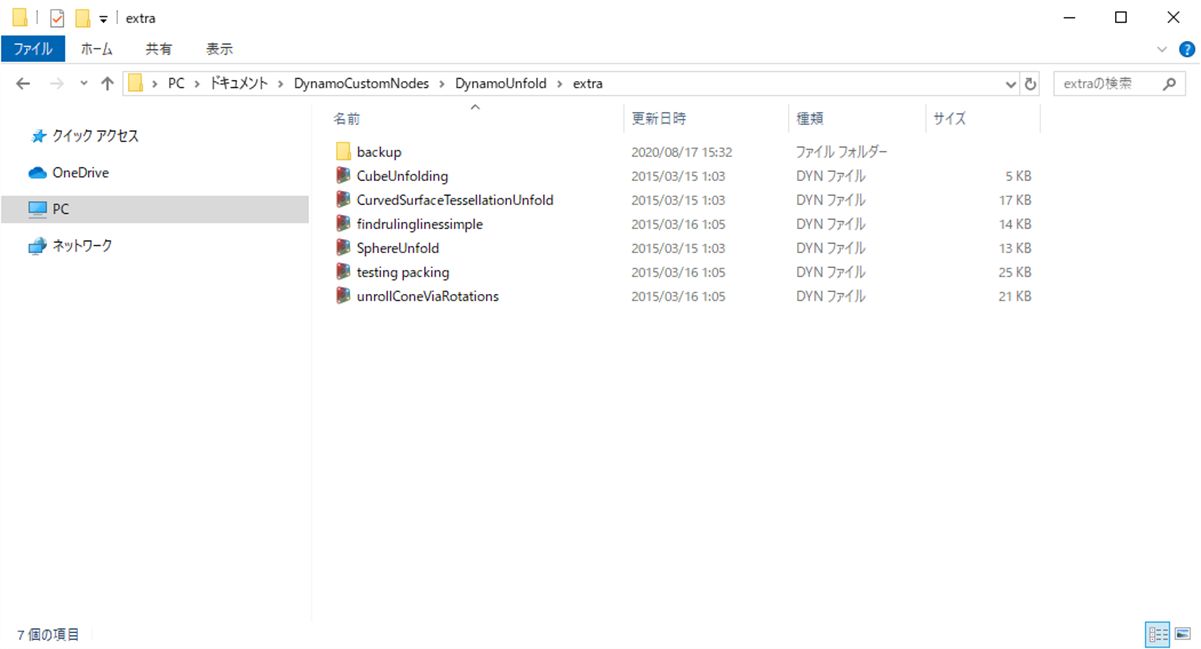 extra
ファイル ホーム 共有 表示
PC › ドキュメント › DynamoCustomNodes › DynamoUnfold › extra extraの検索
クイック アクセス
OneDrive
PC
ネットワーク
名前 更新日時 種類 サイズ
backup 2020/08/17 15:32 ファイル フォルダー
CubeUnfolding 2015/03/15 1:03 DYN ファイル 5 KB
CurvedSurfaceTessellationUnfold 2015/03/15 1:03 DYN ファイル 17 KB
findrulinglinessimple 2015/03/16 1:05 DYN ファイル 14 KB
SphereUnfold 2015/03/15 1:03 DYN ファイル 13 KB
testing packing 2015/03/16 1:05 DYN ファイル 25 KB
unrollConeViaRotations 2015/03/16 1:05 DYN ファイル 21 KB
7 個の項目